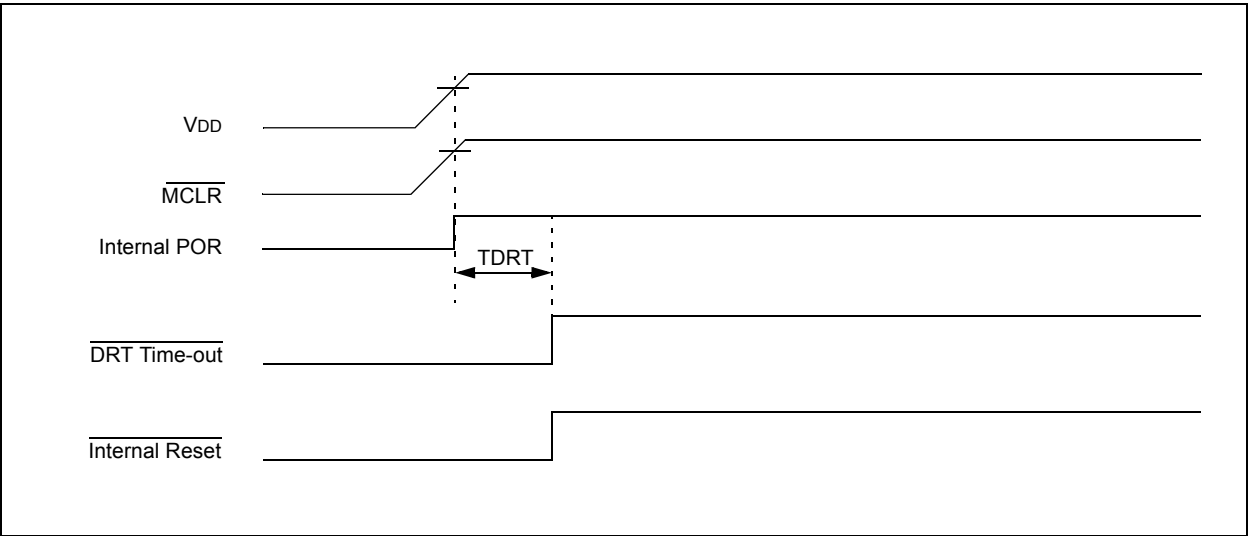 VDD
MCLR
Internal POR
TDRT
DRT Time-out
Internal Reset